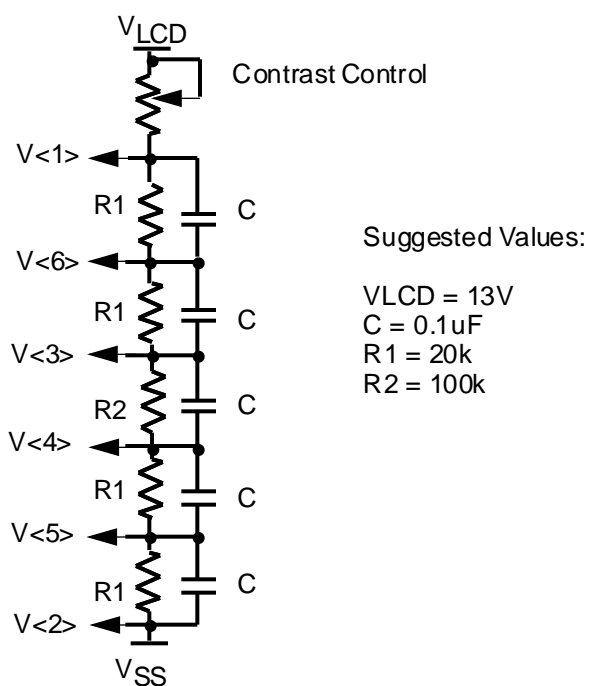 VLCD
Contrast Control
V<1>
R1
C
V<6>
R1
C
V<3>
R2
C
V<4>
R1
C
V<5>
R1
C
V<2>
VSS
Suggested Values:
VLCD = 13V
C = 0.1uF
R1 = 20k
R2 = 100k